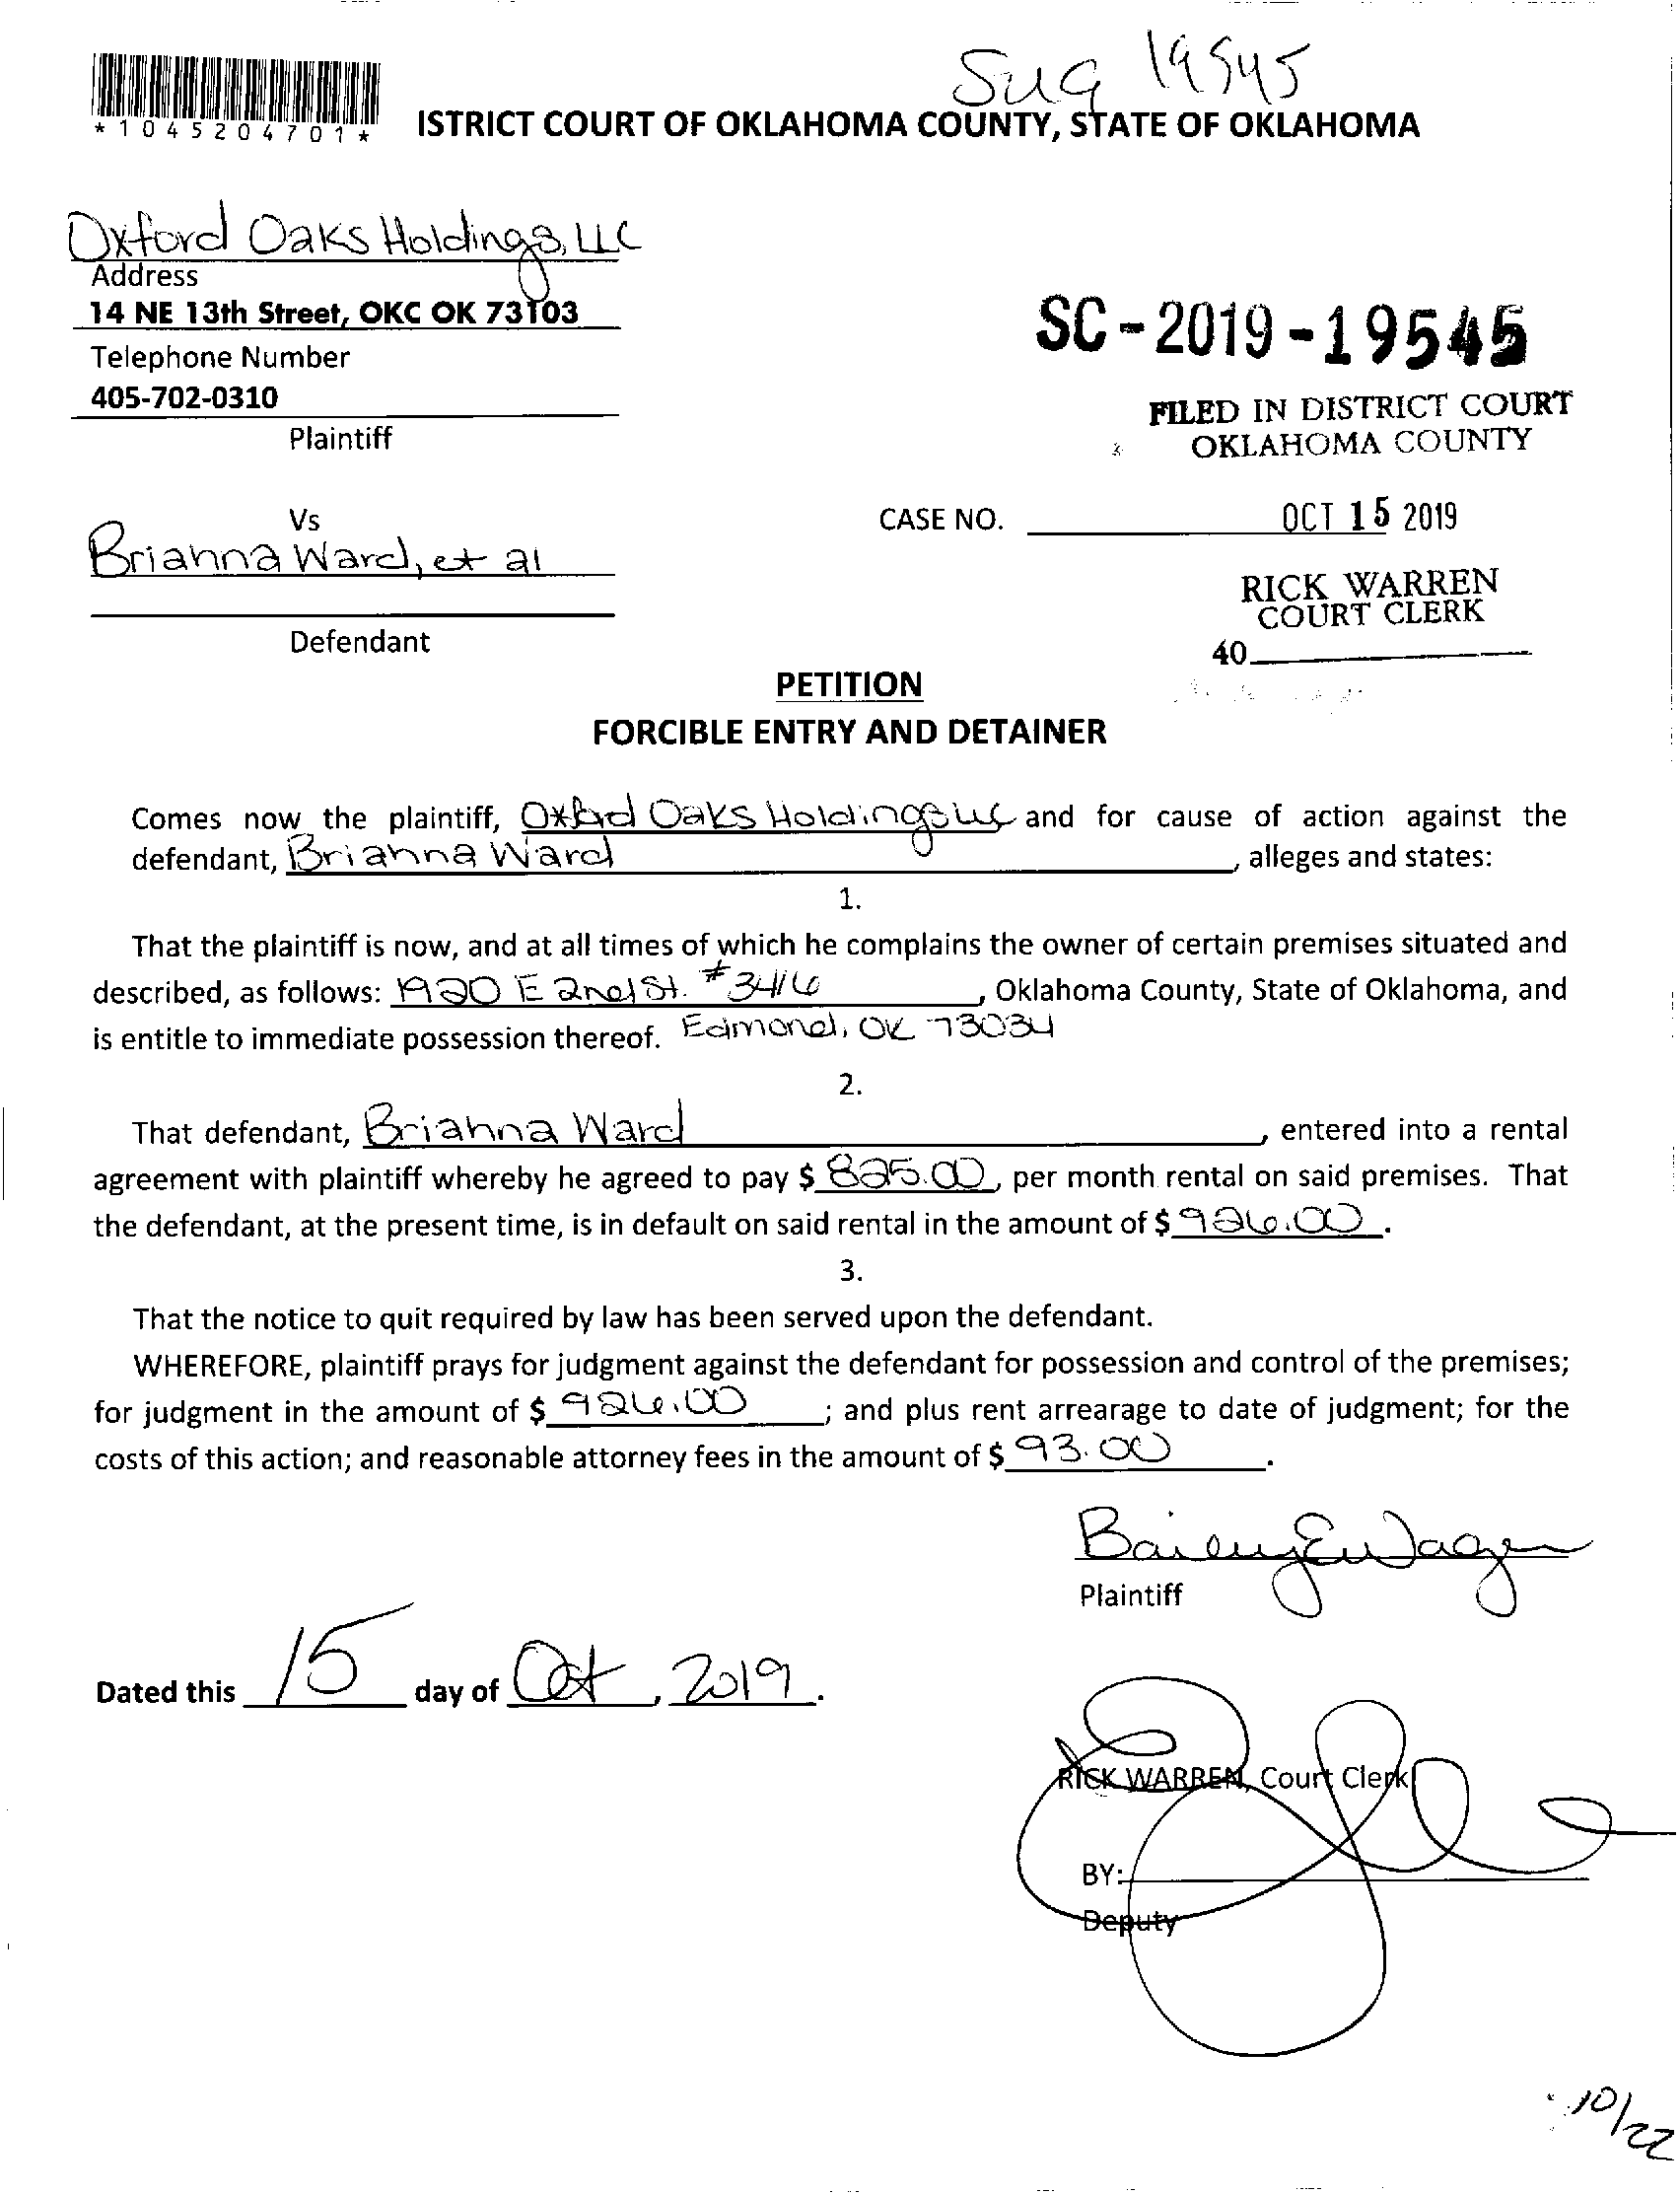 Sug 19545
*1045204701*
ISTRICT COURT OF OKLAHOMA COUNTY, STATE OF OKLAHOMA
Oxford Oaks Holdings, LLC
Address
14 NE 13th Street, OKC OK 73103
Telephone Number
405-702-0310
Plaintiff
SC-2019-19545
FILED IN DISTRICT COURT
OKLAHOMA COUNTY
Vs
CASE NO.
OCT 15 2019
Brianna Ward, et al
RICK WARREN
COURT CLERK
Defendant
40
PETITION
FORCIBLE ENTRY AND DETAINER
Comes now the plaintiff, Oxford Oaks Holdings LLC and for cause of action against the
defendant, Brianna Ward, alleges and states:
1.
That the plaintiff is now, and at all times of which he complains the owner of certain premises situated and
described, as follows: 1920 E 2nd St. #3416, Oklahoma County, State of Oklahoma, and
is entitle to immediate possession thereof. Edmond, OK 73034
2.
That defendant, Brianna Ward, entered into a rental
agreement with plaintiff whereby he agreed to pay $ 825.00, per month rental on said premises. That
the defendant, at the present time, is in default on said rental in the amount of $ 926.00.
3.
That the notice to quit required by law has been served upon the defendant.
WHEREFORE, plaintiff prays for judgment against the defendant for possession and control of the premises;
for judgment in the amount of $ 926.00; and plus rent arrearage to date of judgment; for the
costs of this action; and reasonable attorney fees in the amount of $ 93.00.
Plaintiff
Dated this 15 day of Oct, 2019.
RICK WARREN, Court Clerk
BY:
Deputy
10/22